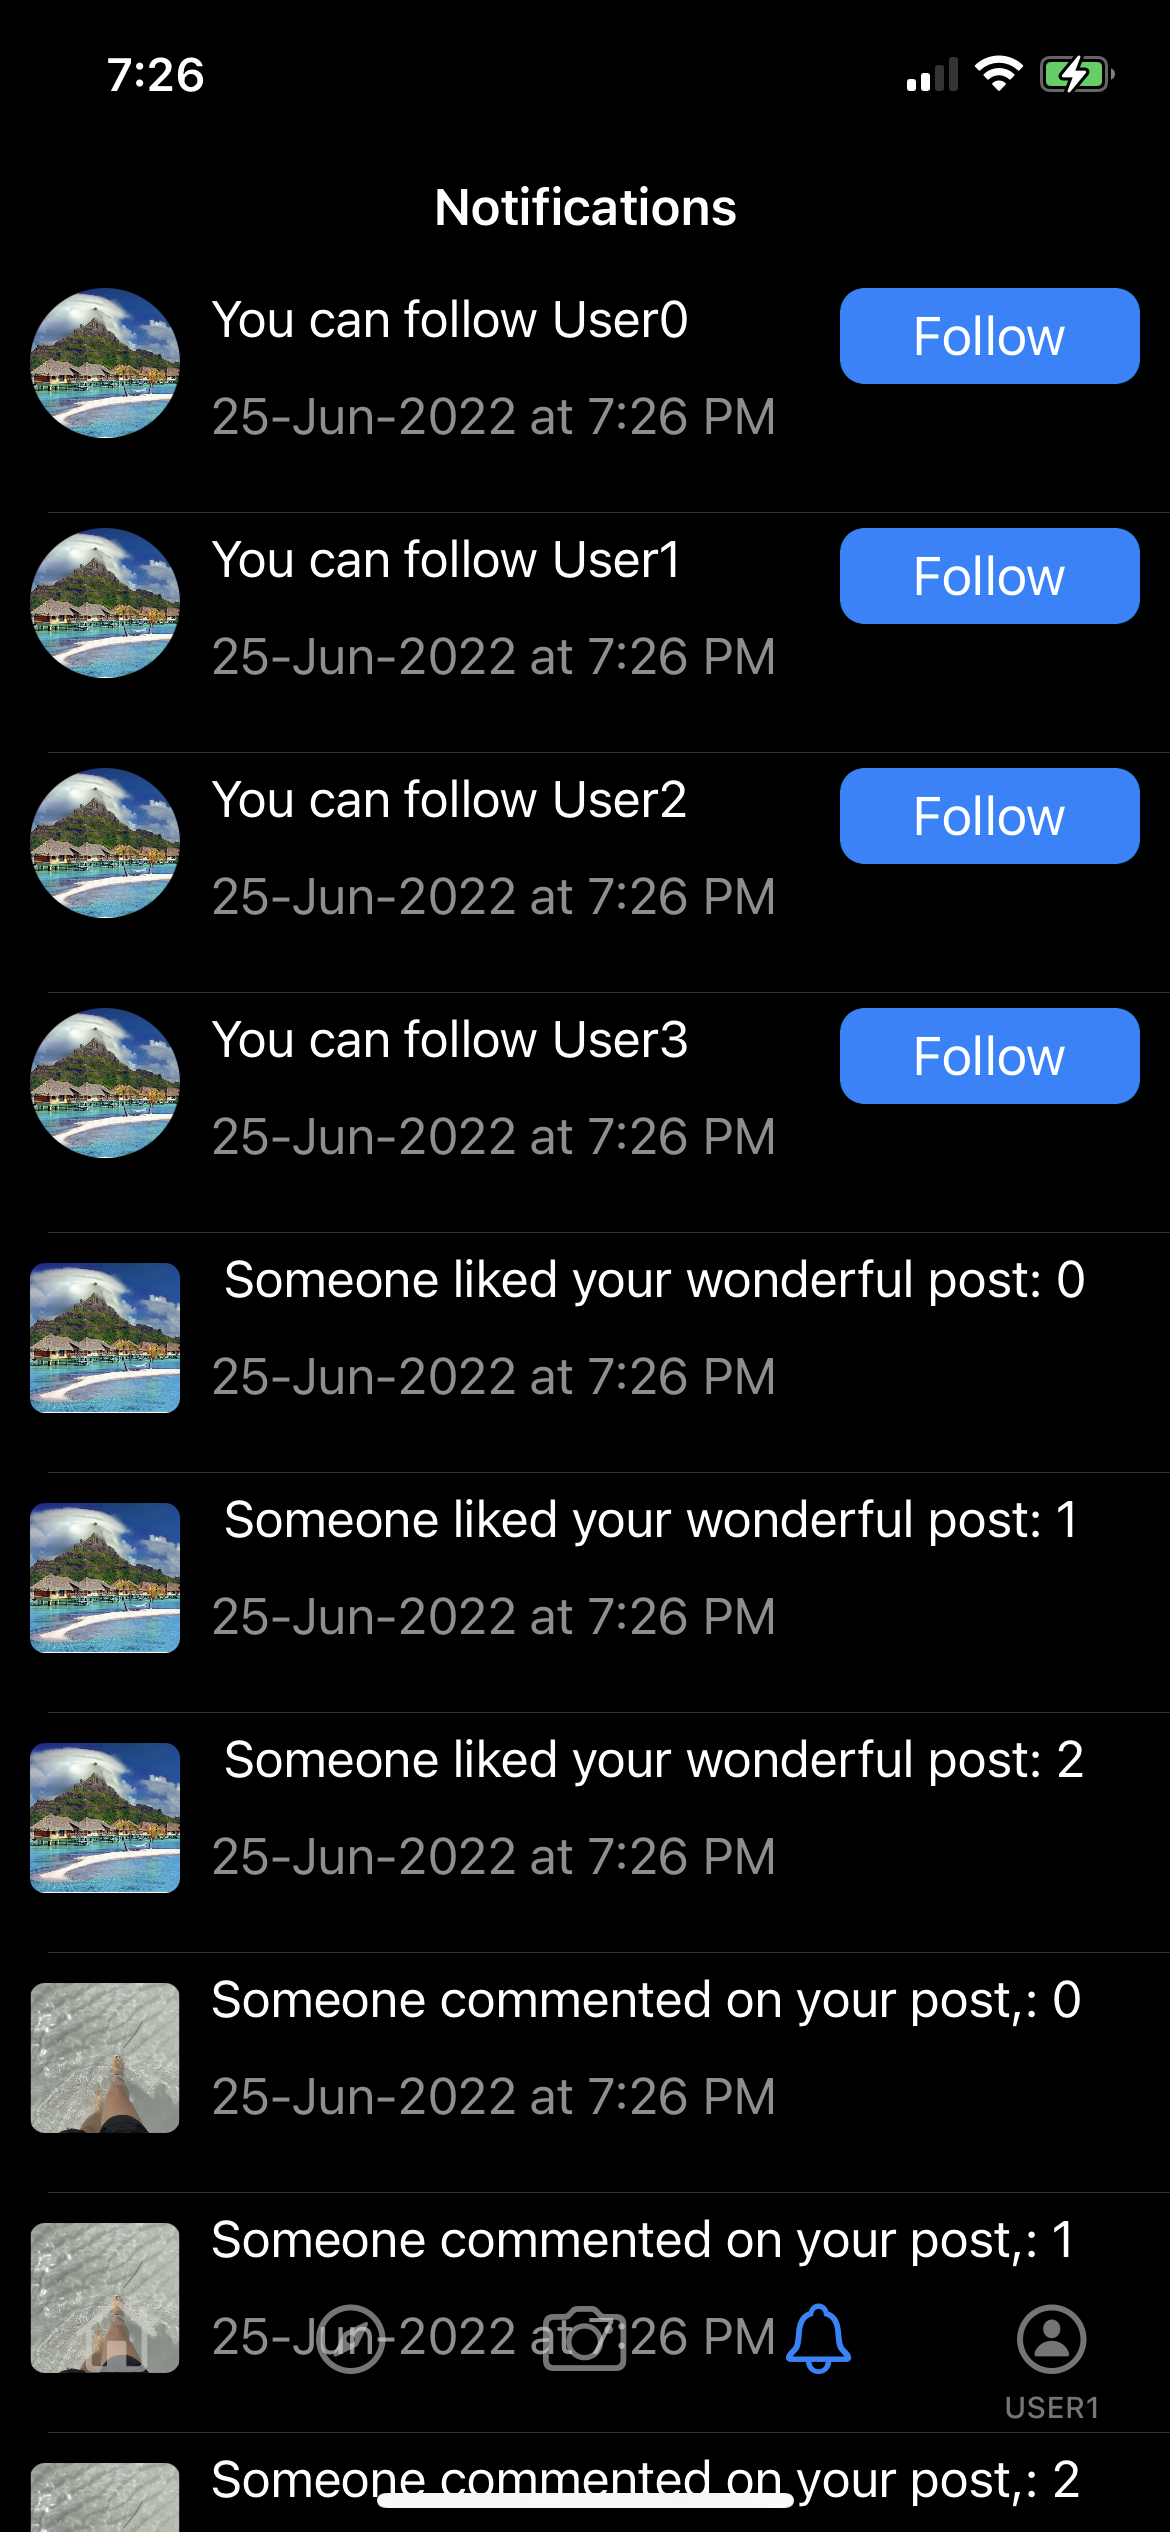 7:26
Notifications
You can follow User0
Follow
25-Jun-2022 at 7:26 PM
You can follow User1
Follow
25-Jun-2022 at 7:26 PM
You can follow User2
Follow
25-Jun-2022 at 7:26 PM
You can follow User3
Follow
25-Jun-2022 at 7:26 PM
Someone liked your wonderful post: 0
25-Jun-2022 at 7:26 PM
Someone liked your wonderful post: 1
25-Jun-2022 at 7:26 PM
Someone liked your wonderful post: 2
25-Jun-2022 at 7:26 PM
Someone commented on your post,: 0
25-Jun-2022 at 7:26 PM
Someone commented on your post,: 1
25-Jun-2022 at 7:26 PM
USER1
Someone commented on your post,: 2